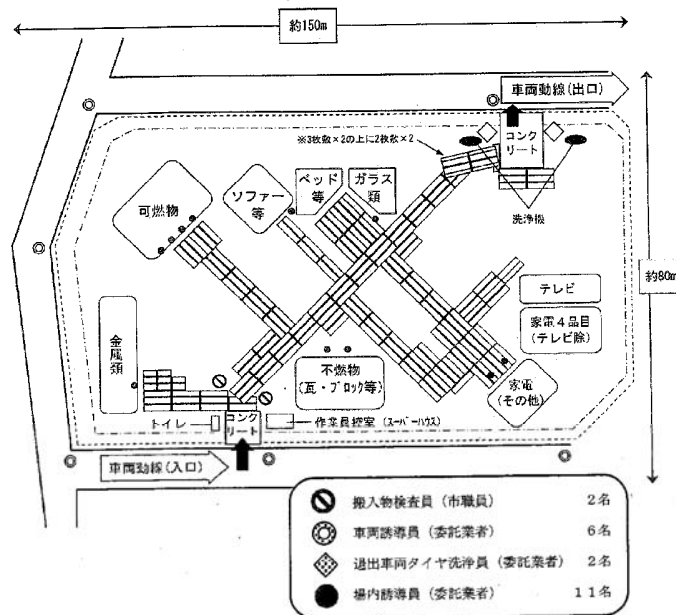 約150m
車両動線(出口)
コンク
リート
※3枚敷×2の上に2枚敷×2
洗浄機
可燃物
ソファー
等
ベッド
等
ガラス
類
約80m
テレビ
家電4品目
(テレビ除)
家電
(その他)
金属類
不燃物
(瓦・ブロック等)
トイレ
コンク
リート
作業員控室 (スーパーハウス)
車両動線(入口)
搬入物検査員(市職員) 2名
車両誘導員(委託業者) 6名
退出車両タイヤ洗浄員(委託業者) 2名
場内誘導員(委託業者) 11名